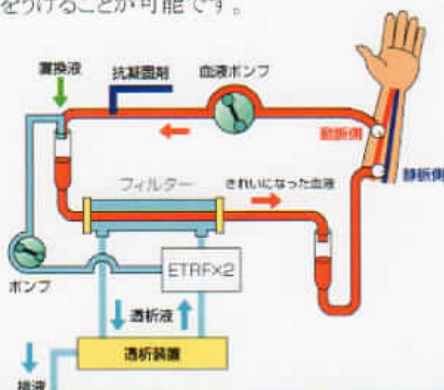 をうけることが可能です。
置換液
抗凝固剤
血液ポンプ
動脈側
静脈側
フィルター
きれいになった血液
ETRF×2
ポンプ
透析液
透析装置
排液